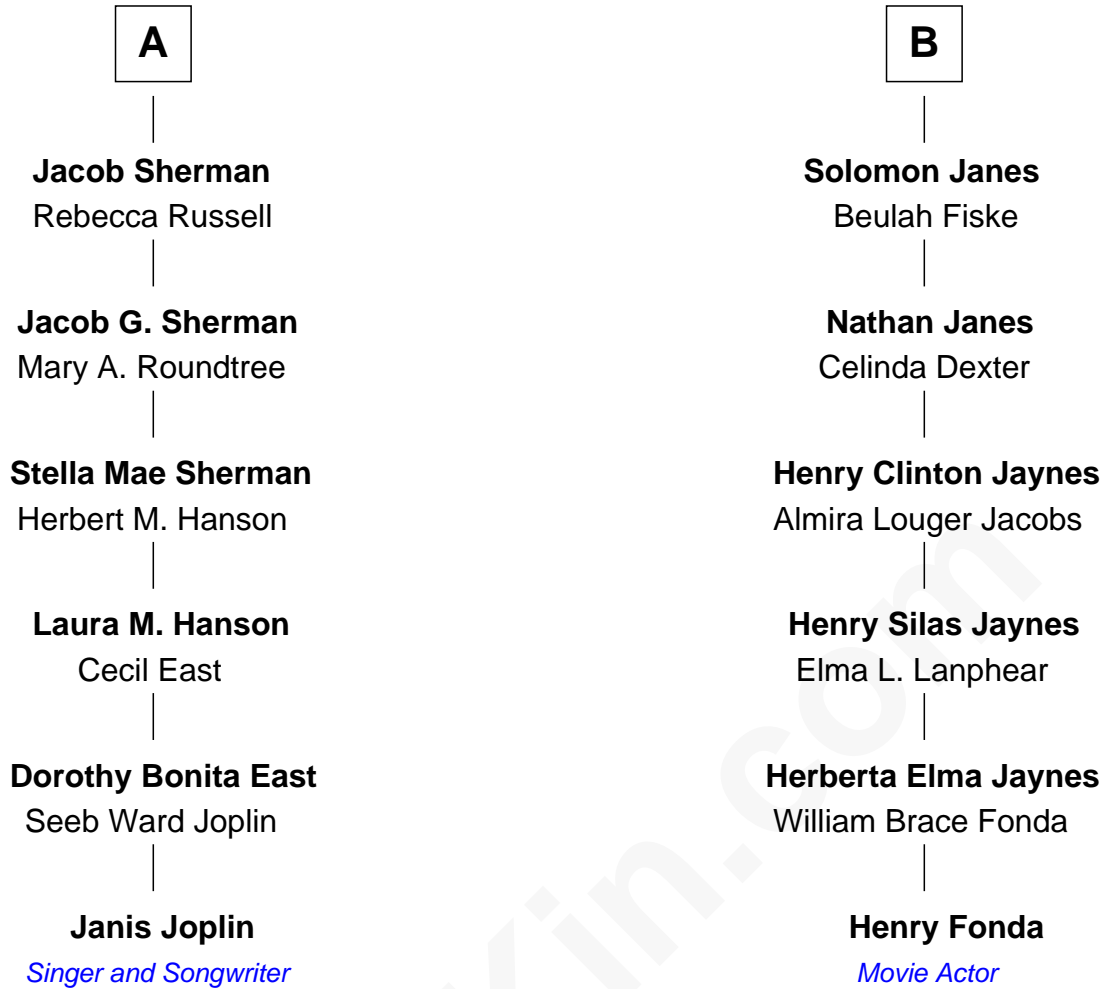 A
B
Jacob Sherman
Rebecca Russell
Solomon Janes
Beulah Fiske
Jacob G. Sherman
Mary A. Roundtree
Nathan Janes
Celinda Dexter
Stella Mae Sherman
Herbert M. Hanson
Henry Clinton Jaynes
Almira Louger Jacobs
Laura M. Hanson
Cecil East
Henry Silas Jaynes
Elma L. Lanphear
Dorothy Bonita East
Seeb Ward Joplin
Herberta Elma Jaynes
William Brace Fonda
Janis Joplin
Singer and Songwriter
Henry Fonda
Movie Actor
Kin.com